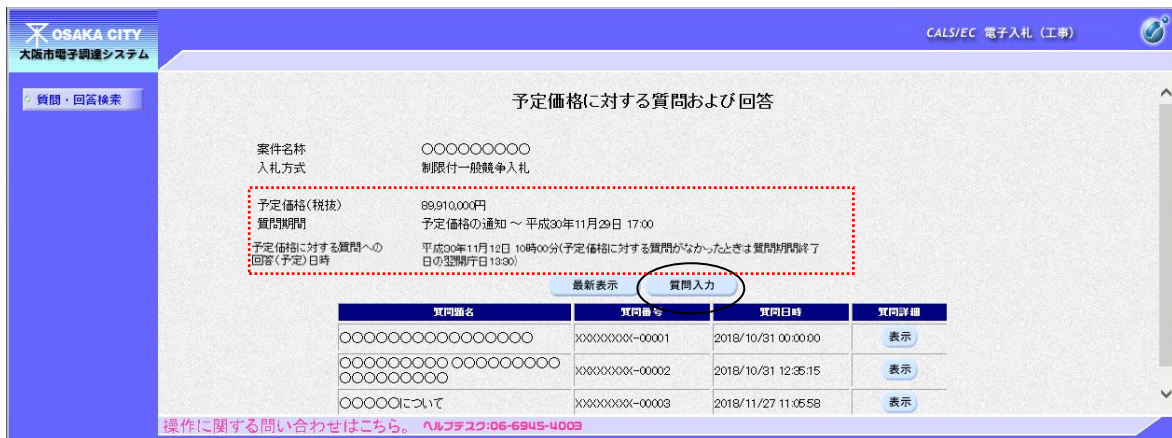 OSAKA CITY
大阪市電子調達システム
CALS/EC 電子入札(工事)
質問・回答検索
予定価格に対する質問および回答
案件名称 ○○○○○○○○○
入札方式 制限付一般競争入札
予定価格(税抜) 89,910,000円
質問期間 予定価格の通知 ~ 平成30年11月29日 17:00
予定価格に対する質問への
回答(予定)日時
平成30年11月12日 10時00分(予定価格に対する質問がなかったときは質問期間終了
日の翌開庁日13:30)
最新表示 質問入力
質問題名 質問番号 質問日時 質問詳細
○○○○○○○○○○○○○○○○ XXXXXXXX-00001 2018/10/31 00:00:00 表示
○○○○○○○○○ ○○○○○○○○○
○○○○○○○○○
XXXXXXXX-00002 2018/10/31 12:35:15 表示
○○○○○について XXXXXXXX-00003 2018/11/27 11:05:58 表示
操作に関する問い合わせはこちら。 ヘルプデスク:06-6945-4003